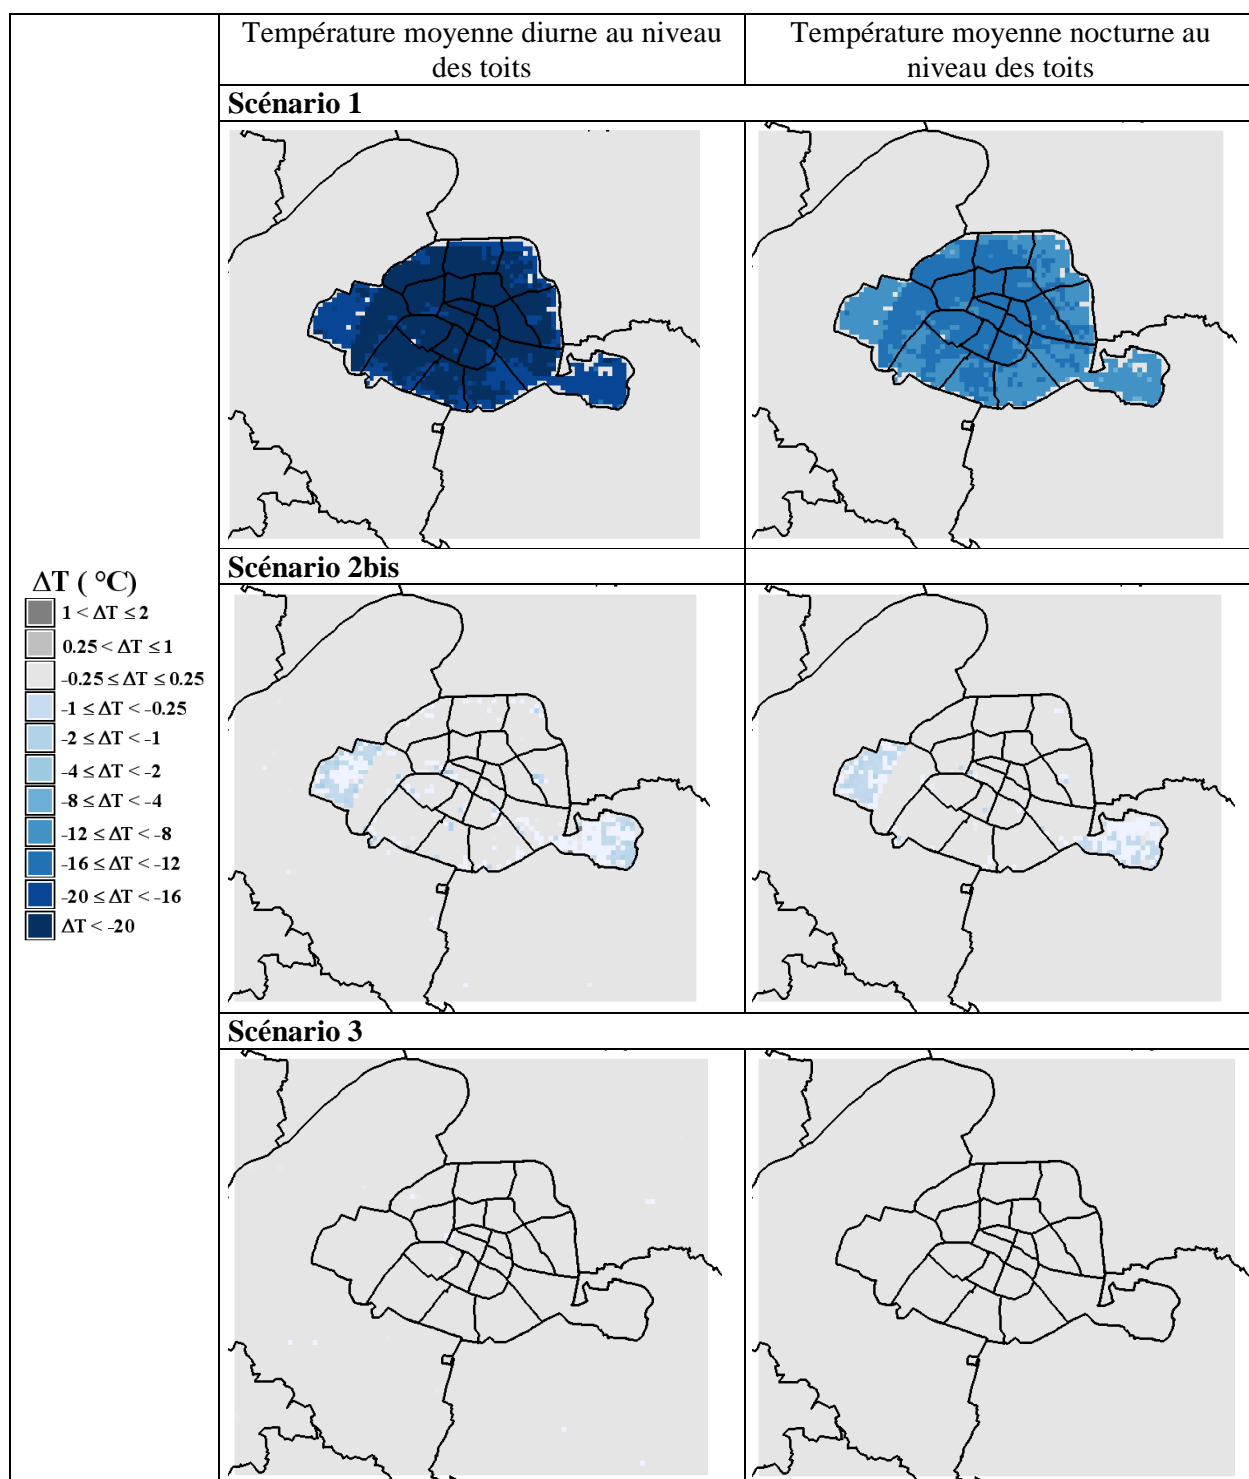 Température moyenne diurne au niveau
des toits
Température moyenne nocturne au
niveau des toits
Scénario 1
Scénario 2bis
Scénario 3
ΔT ( °C)
1 < ΔT ≤ 2
0.25 < ΔT ≤ 1
-0.25 ≤ ΔT ≤ 0.25
-1 ≤ ΔT < -0.25
-2 ≤ ΔT < -1
-4 ≤ ΔT < -2
-8 ≤ ΔT < -4
-12 ≤ ΔT < -8
-16 ≤ ΔT < -12
-20 ≤ ΔT < -16
ΔT < -20